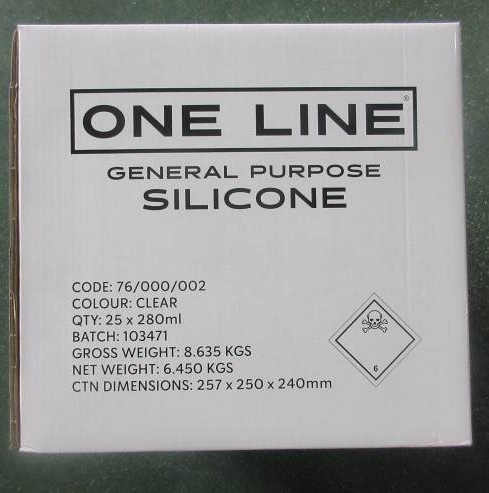 ONE LINE®
GENERAL PURPOSE
SILICONE
CODE: 76/000/002
COLOUR: CLEAR
QTY: 25 x 280ml
BATCH: 103471
GROSS WEIGHT: 8.635 KGS
NET WEIGHT: 6.450 KGS
CTN DIMENSIONS: 257 x 250 x 240mm
6